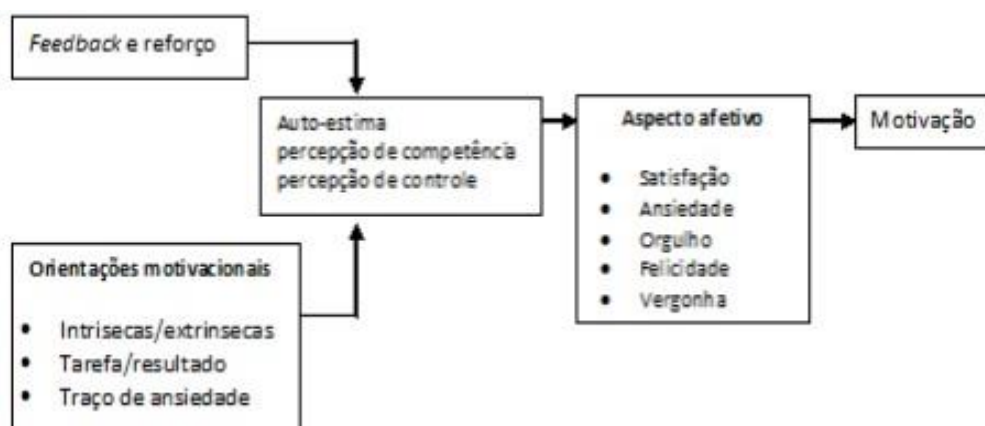 Feedback e reforço
Auto-estima
percepção de competência
percepção de controle
Aspecto afetivo
• Satisfação
• Ansiedade
• Orgulho
• Felicidade
• Vergonha
Motivação
Orientações motivacionais
• Intrisecas/extrinsecas
• Tarefa/resultado
• Traço de ansiedade